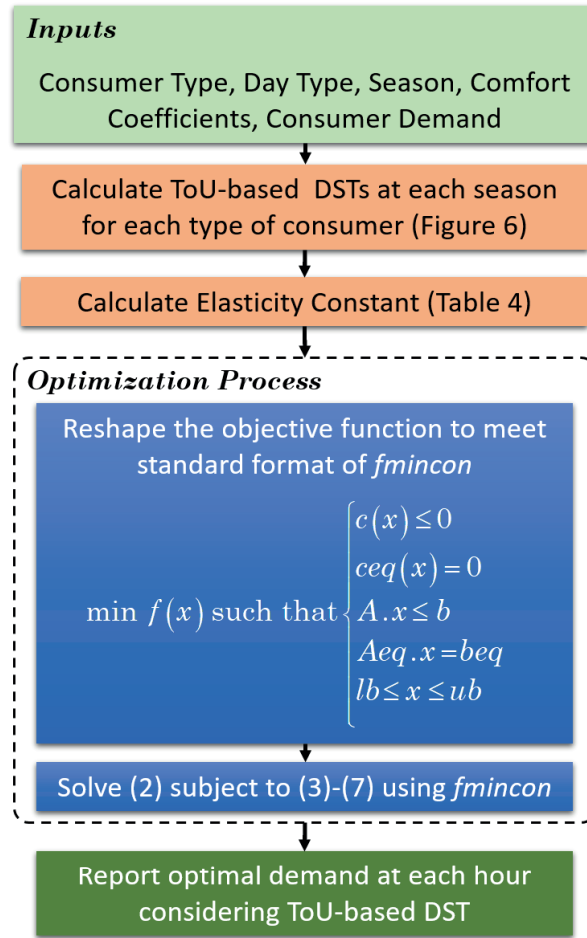 Inputs
Consumer Type, Day Type, Season, Comfort
Coefficients, Consumer Demand
Calculate ToU-based DSTs at each season
for each type of consumer (Figure 6)
Calculate Elasticity Constant (Table 4)
Optimization Process
Reshape the objective function to meet
standard format of fmincon
min f(x) such that
c(x) ≤ 0
ceq(x) = 0
A.x ≤ b
Aeq.x=beq
lb ≤ x ≤ ub
Solve (2) subject to (3)-(7) using fmincon
Report optimal demand at each hour
considering ToU-based DST